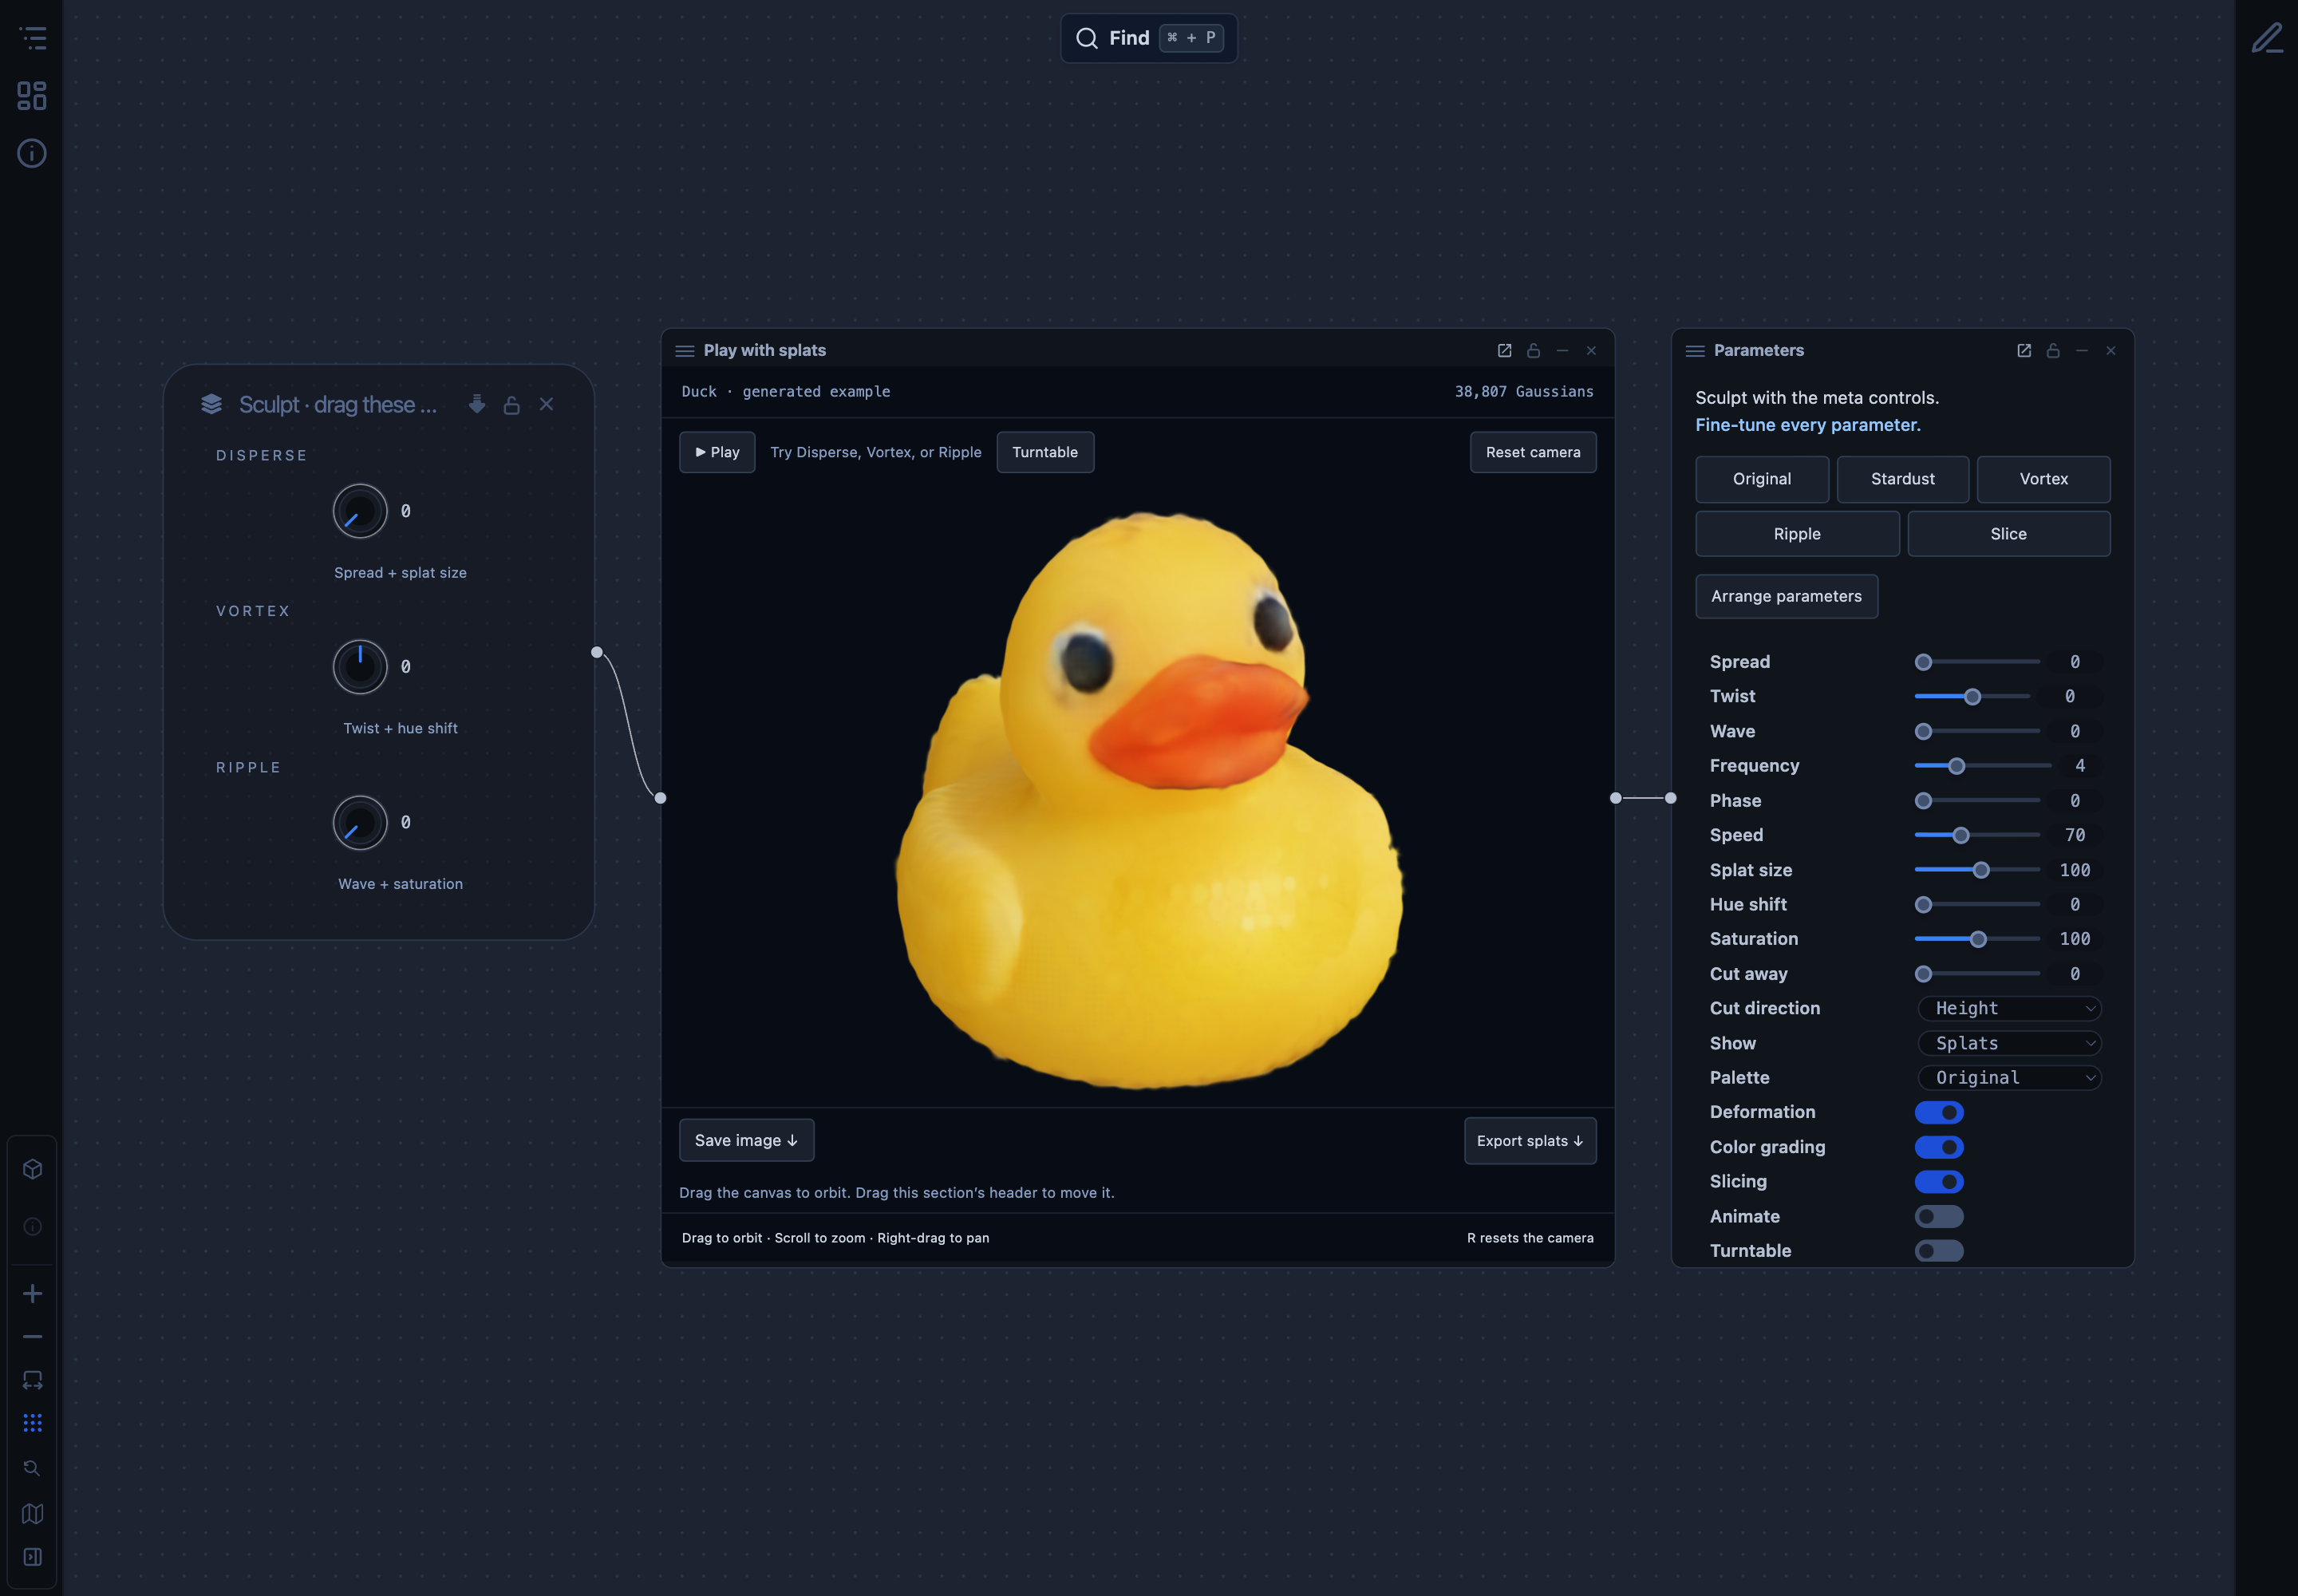 Find ⌘ + P
Sculpt · drag these ...
DISPERSE
0
Spread + splat size
VORTEX
0
Twist + hue shift
RIPPLE
0
Wave + saturation
Play with splats
Duck · generated example
38,807 Gaussians
Play
Try Disperse, Vortex, or Ripple
Turntable
Reset camera
Save image ↓
Export splats ↓
Drag the canvas to orbit. Drag this section's header to move it.
Drag to orbit · Scroll to zoom · Right-drag to pan
R resets the camera
Parameters
Sculpt with the meta controls.
Fine-tune every parameter.
Original
Stardust
Vortex
Ripple
Slice
Arrange parameters
Spread 0
Twist 0
Wave 0
Frequency 4
Phase 0
Speed 70
Splat size 100
Hue shift 0
Saturation 100
Cut away 0
Cut direction Height
Show Splats
Palette Original
Deformation
Color grading
Slicing
Animate
Turntable